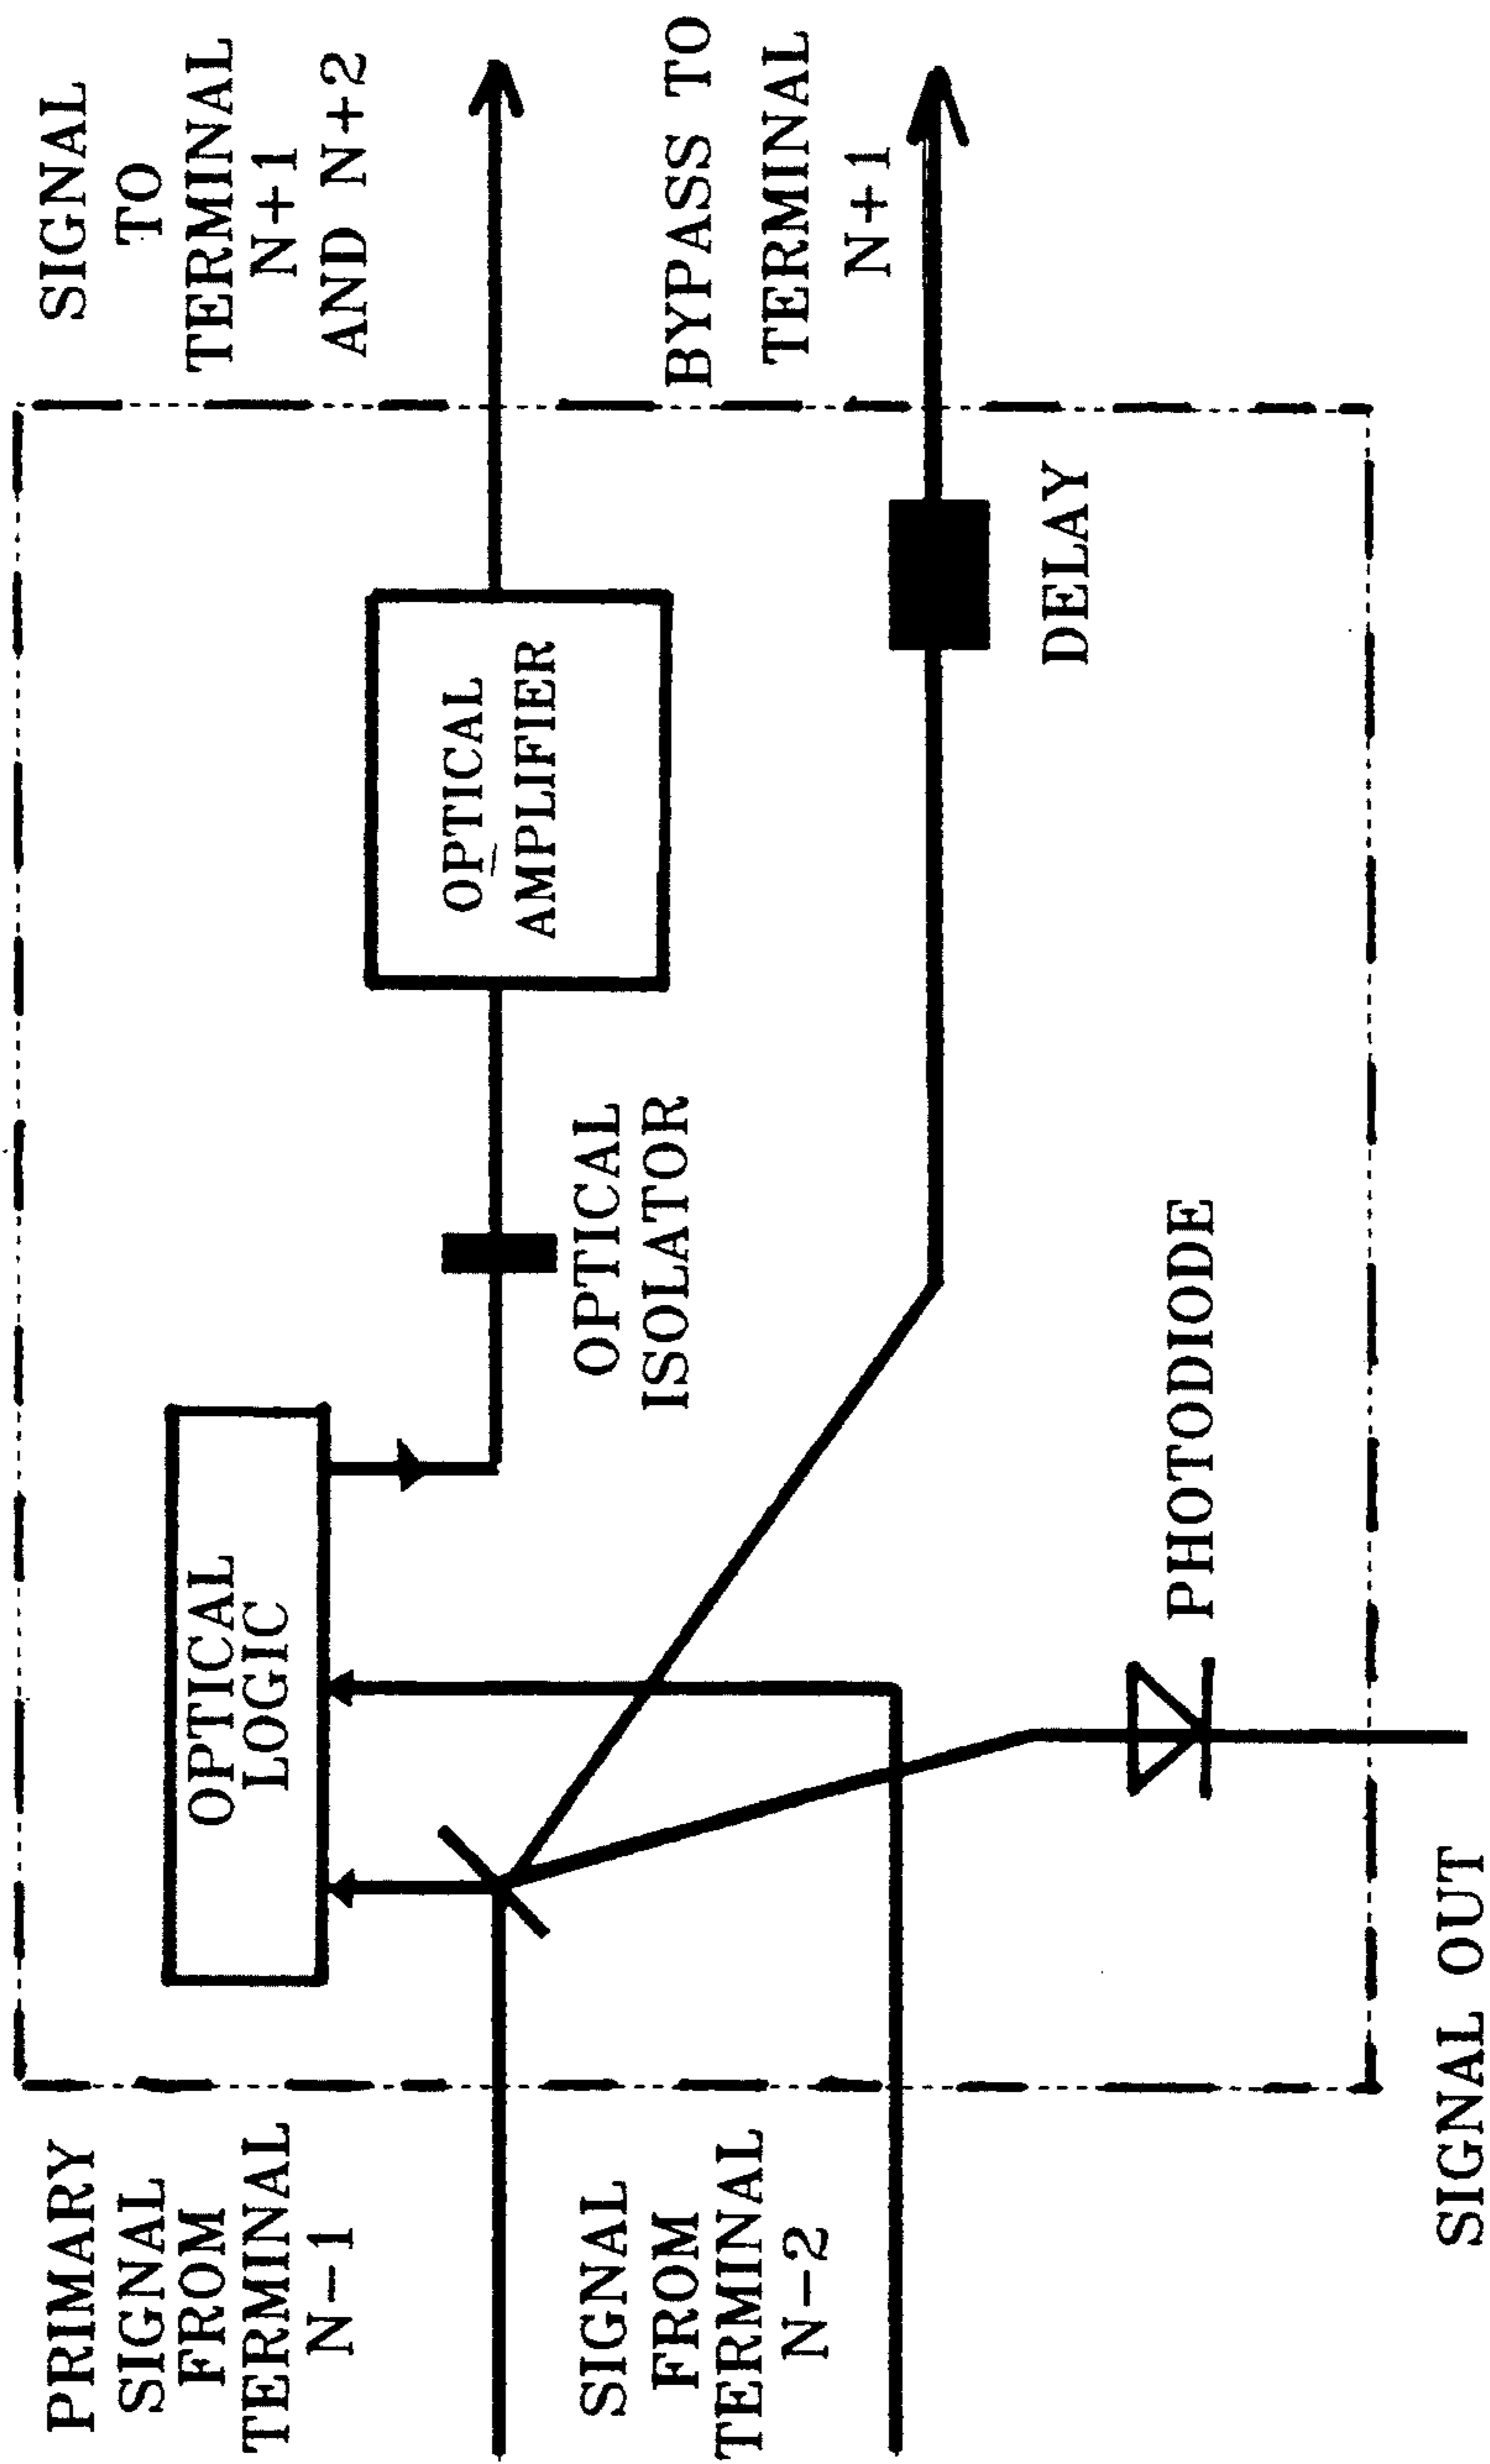 PRIMARY
SIGNAL
FROM
TERMINAL
N-1
SIGNAL
FROM
TERMINAL
N-2
SIGNAL OUT
OPTICAL
LOGIC
PHOTODIODE
OPTICAL
ISOLATOR
OPTICAL
AMPLIFIER
DELAY
SIGNAL
TO
TERMINAL
N+1
AND N+2
BYPASS TO
TERMINAL
N+1